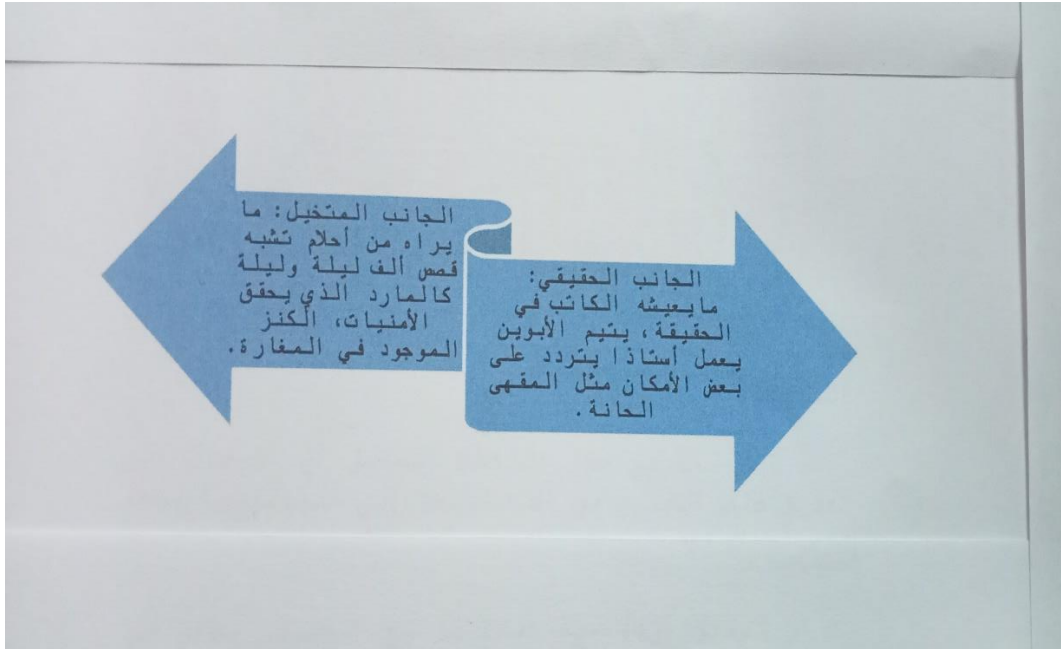 الجانب الحقيقي:
مايعيشه الكاتب في
الحقيقة، يتيم الأبوين
يعمل أستاذا يتردد على
بعض الأمكان مثل المقهى
الحانة.
الجانب المتخيل: ما
يراه من أحلام تشبه
قصص ألف ليلة وليلة
كالمارد الذي يحقق
الأمنيات، الكنز
الموجود في المغارة.